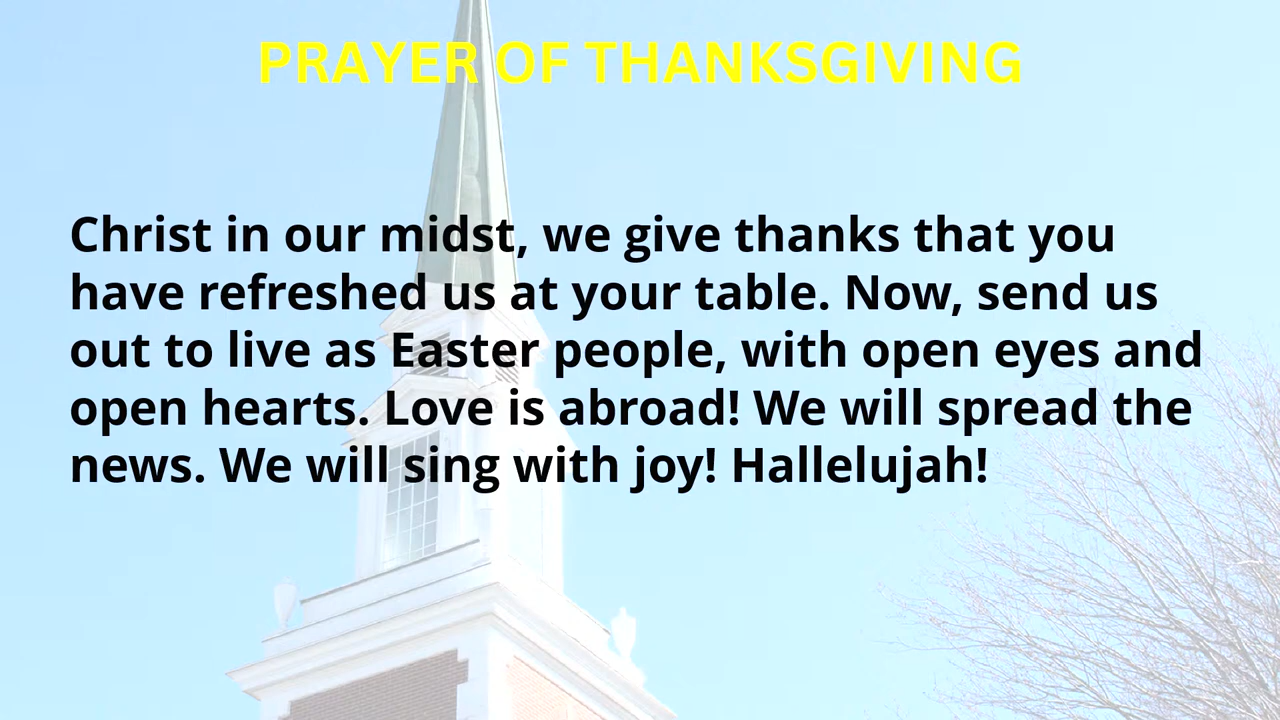 PRAYER OF THANKSGIVING
Christ in our midst, we give thanks that you
have refreshed us at your table. Now, send us
out to live as Easter people, with open eyes and
open hearts. Love is abroad! We will spread the
news. We will sing with joy! Hallelujah!